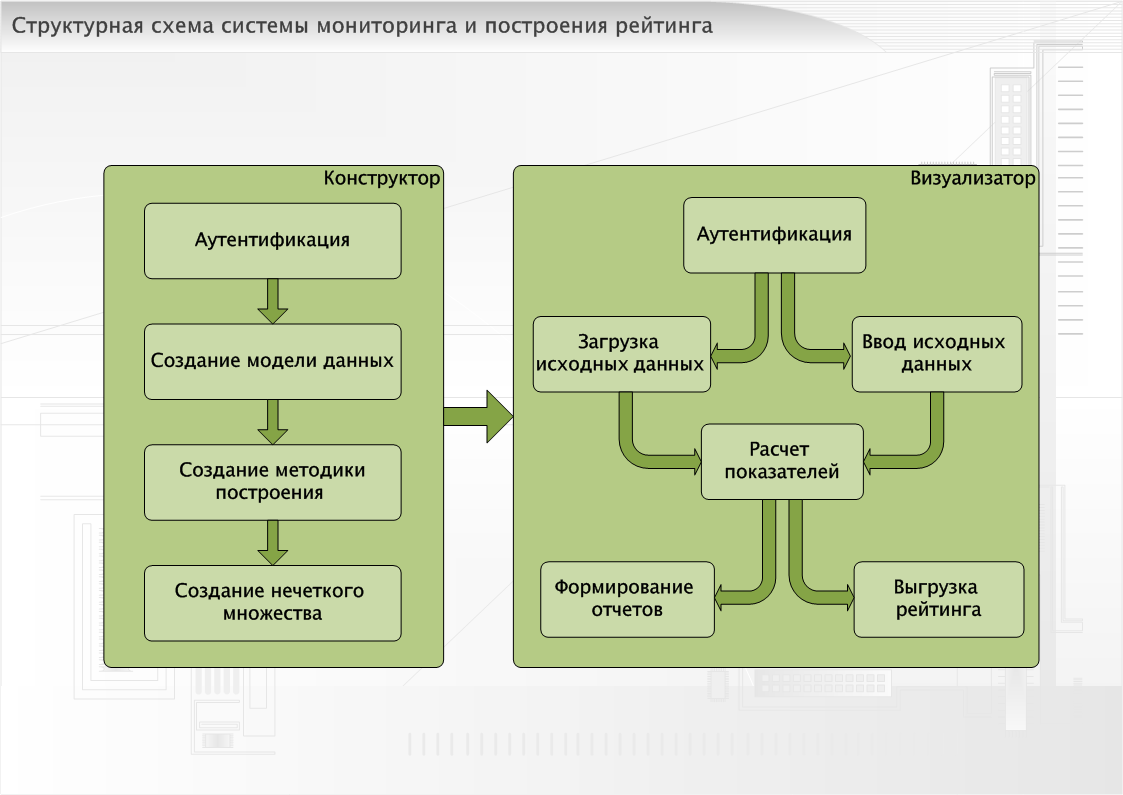 Структурная схема системы мониторинга и построения рейтинга
Конструктор
Аутентификация
Создание модели данных
Создание методики
построения
Создание нечеткого
множества
Визуализатор
Аутентификация
Загрузка
исходных данных
Ввод исходных
данных
Расчет
показателей
Формирование
отчетов
Выгрузка
рейтинга